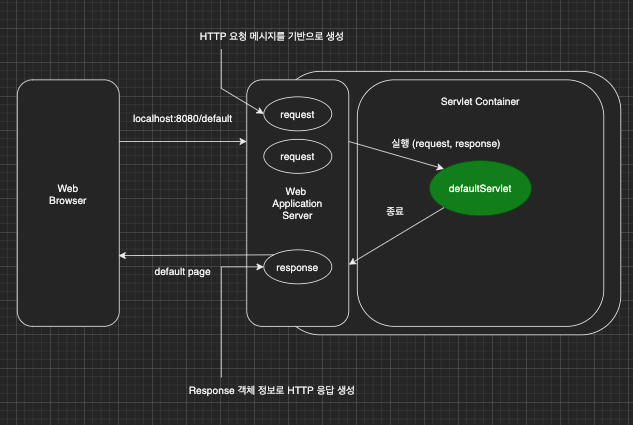 HTTP 요청 메시지를 기반으로 생성
Servlet Container
request
localhost:8080/default
실행 (request, response)
request
Web
Browser
Web
Application
Server
defaultServlet
종료
response
default page
Response 객체 정보로 HTTP 응답 생성